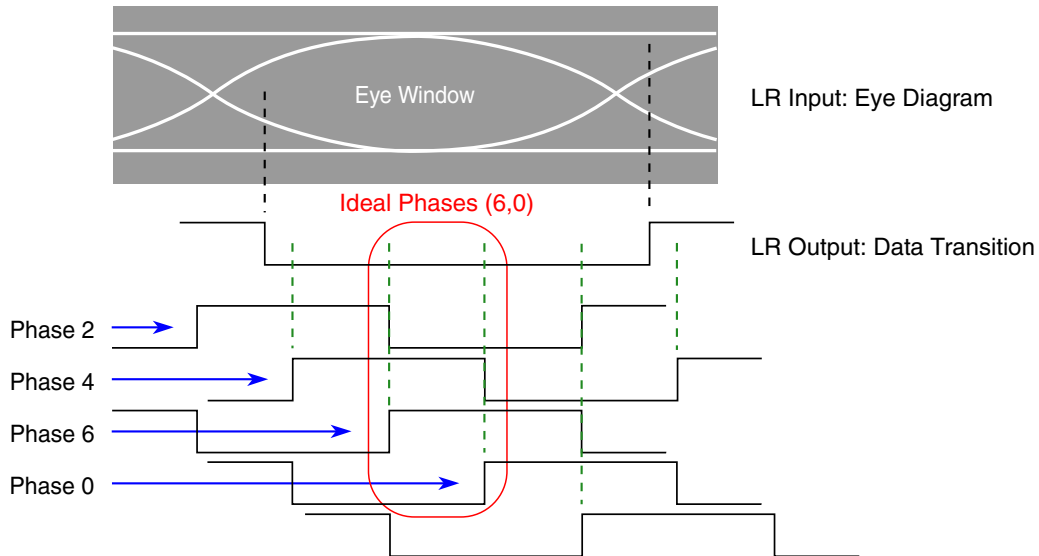 Eye Window
LR Input: Eye Diagram
Ideal Phases (6,0)
LR Output: Data Transition
Phase 2
Phase 4
Phase 6
Phase 0